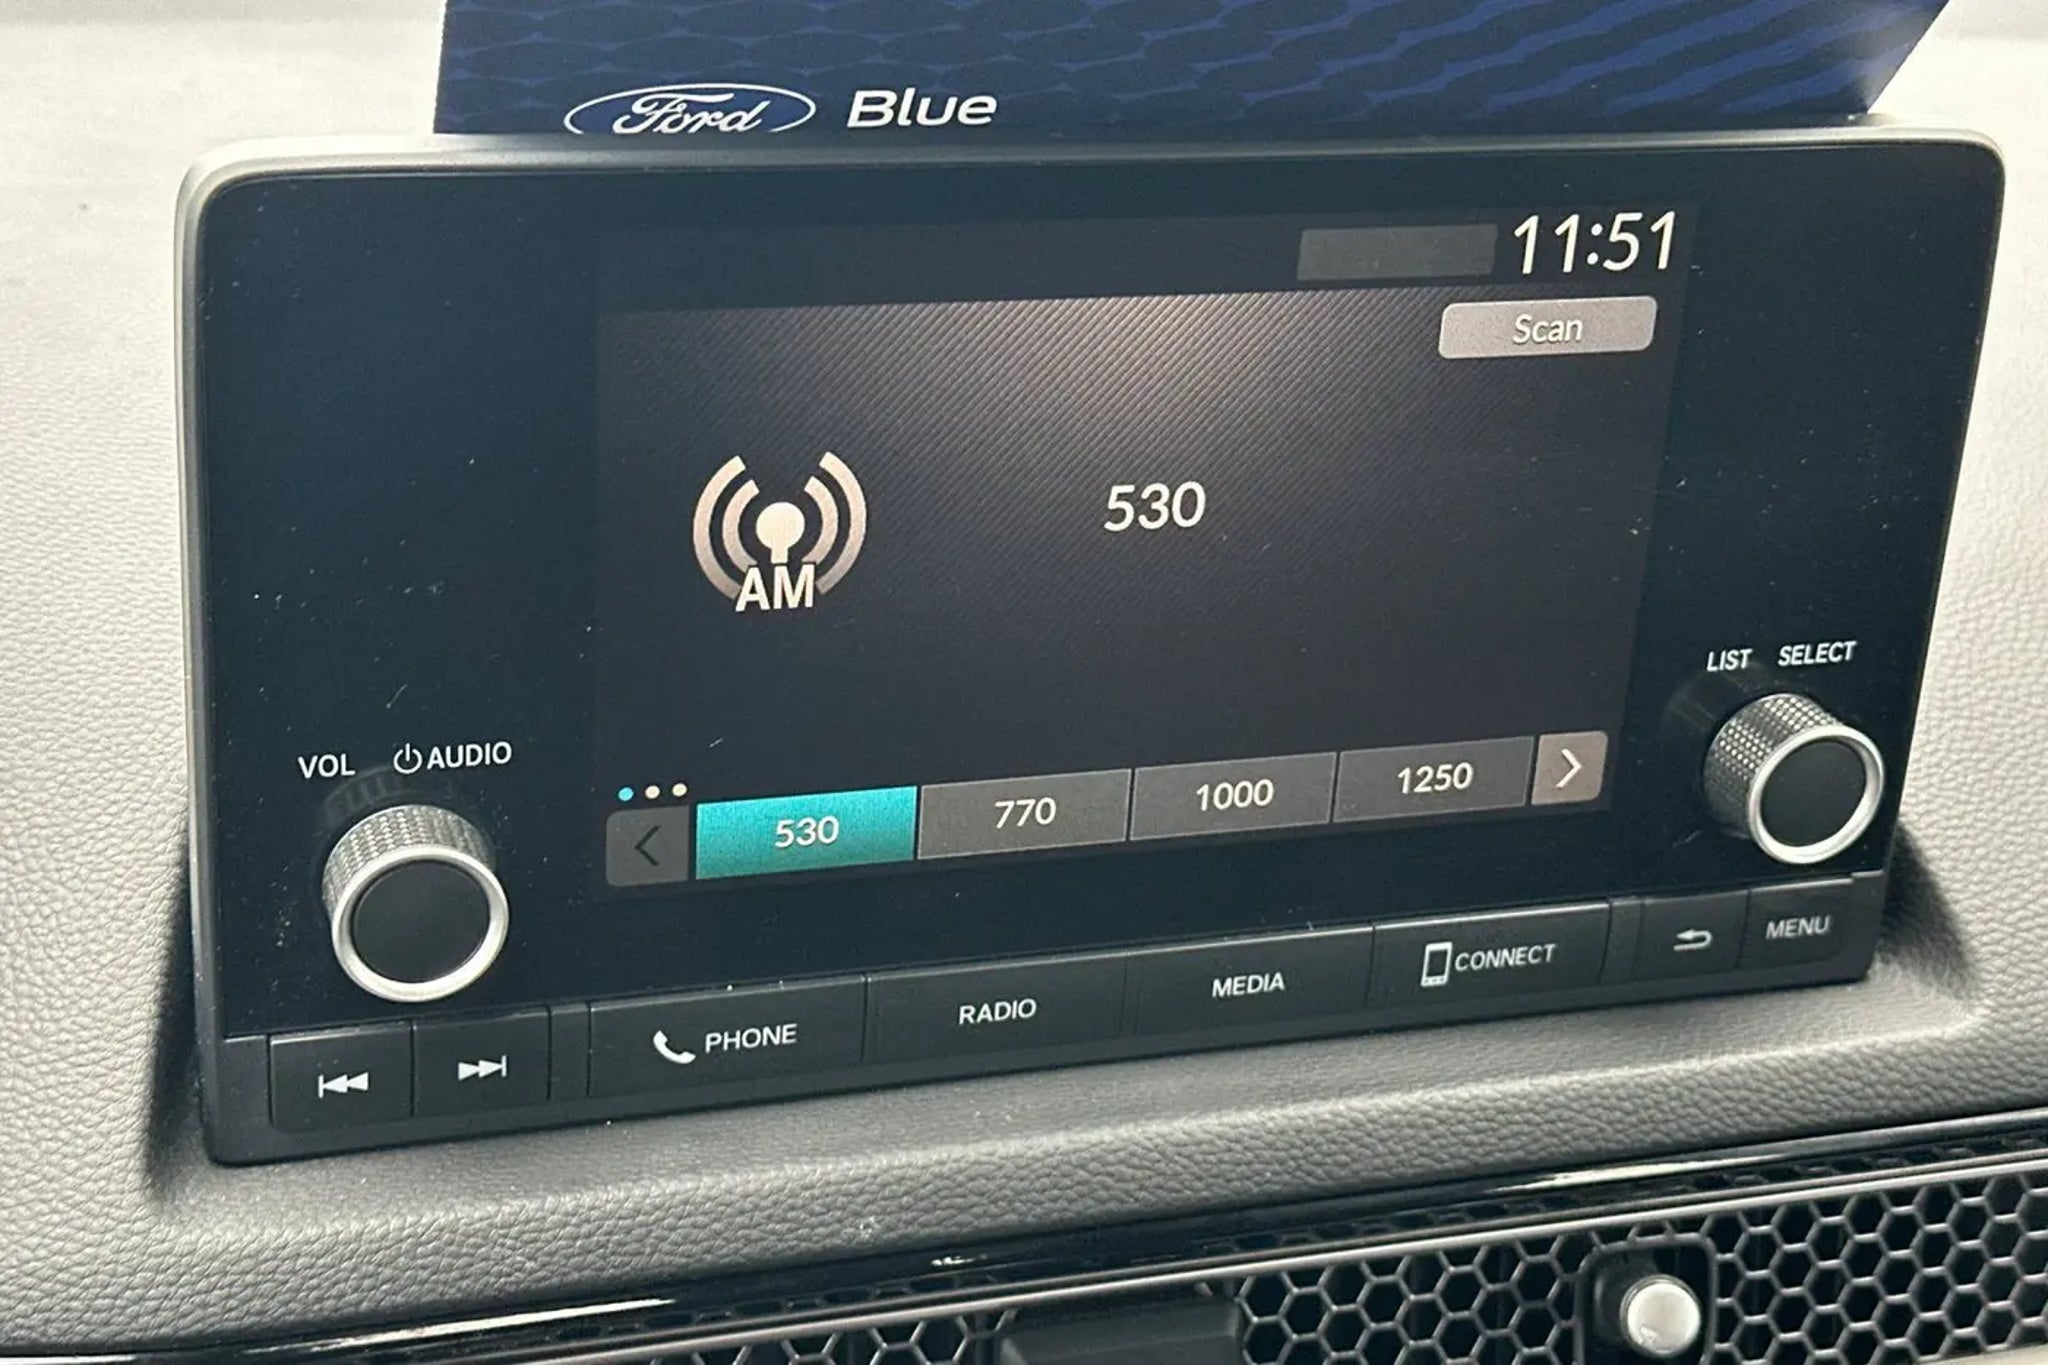 Ford Blue
11:51
Scan
530
AM
LIST SELECT
VOL AUDIO
530 770 1000 1250
PHONE RADIO MEDIA CONNECT MENU